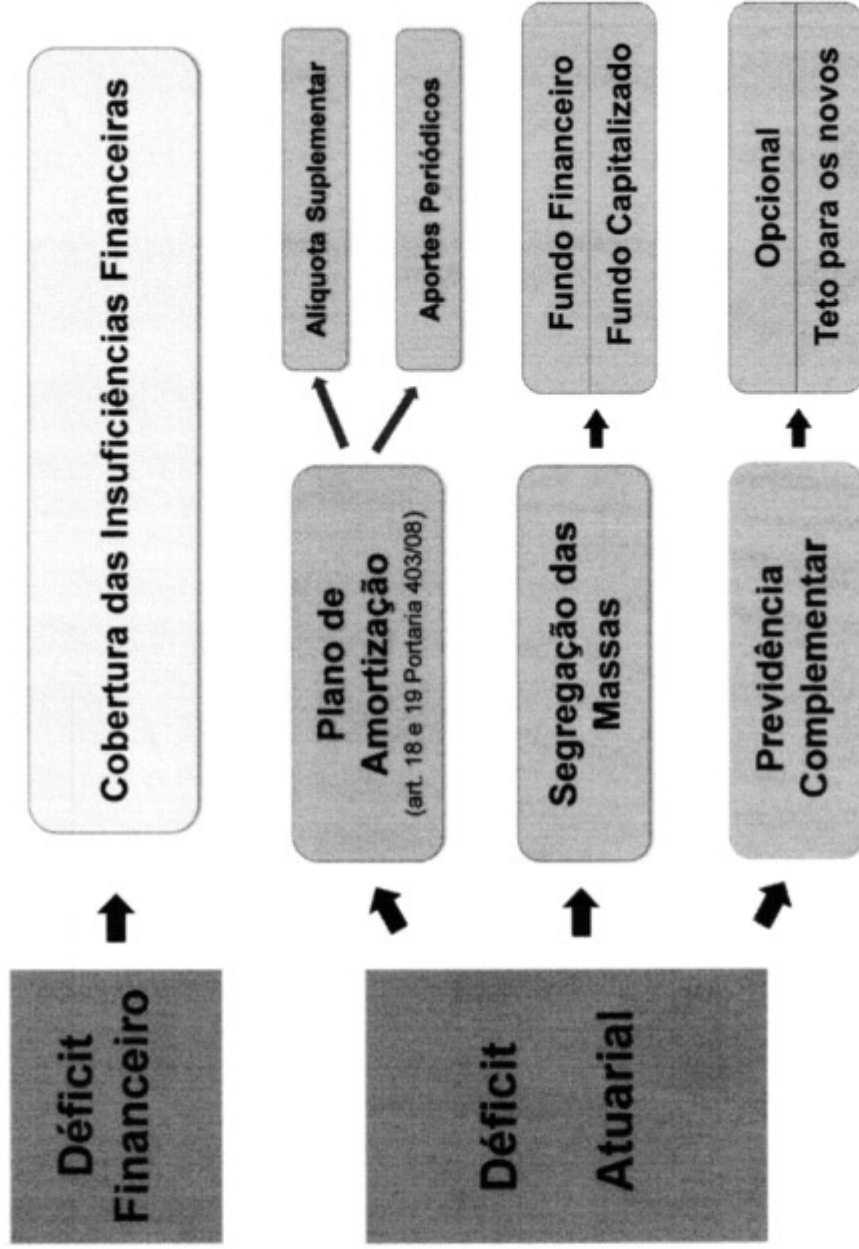 Déficit
Financeiro
Cobertura das Insuficiências Financeiras
Déficit
Atuarial
Plano de
Amortização
(art. 18 e 19 Portaria 403/08)
Alíquota Suplementar
Aportes Periódicos
Segregação das
Massas
Fundo Financeiro
Fundo Capitalizado
Previdência
Complementar
Opcional
Teto para os novos